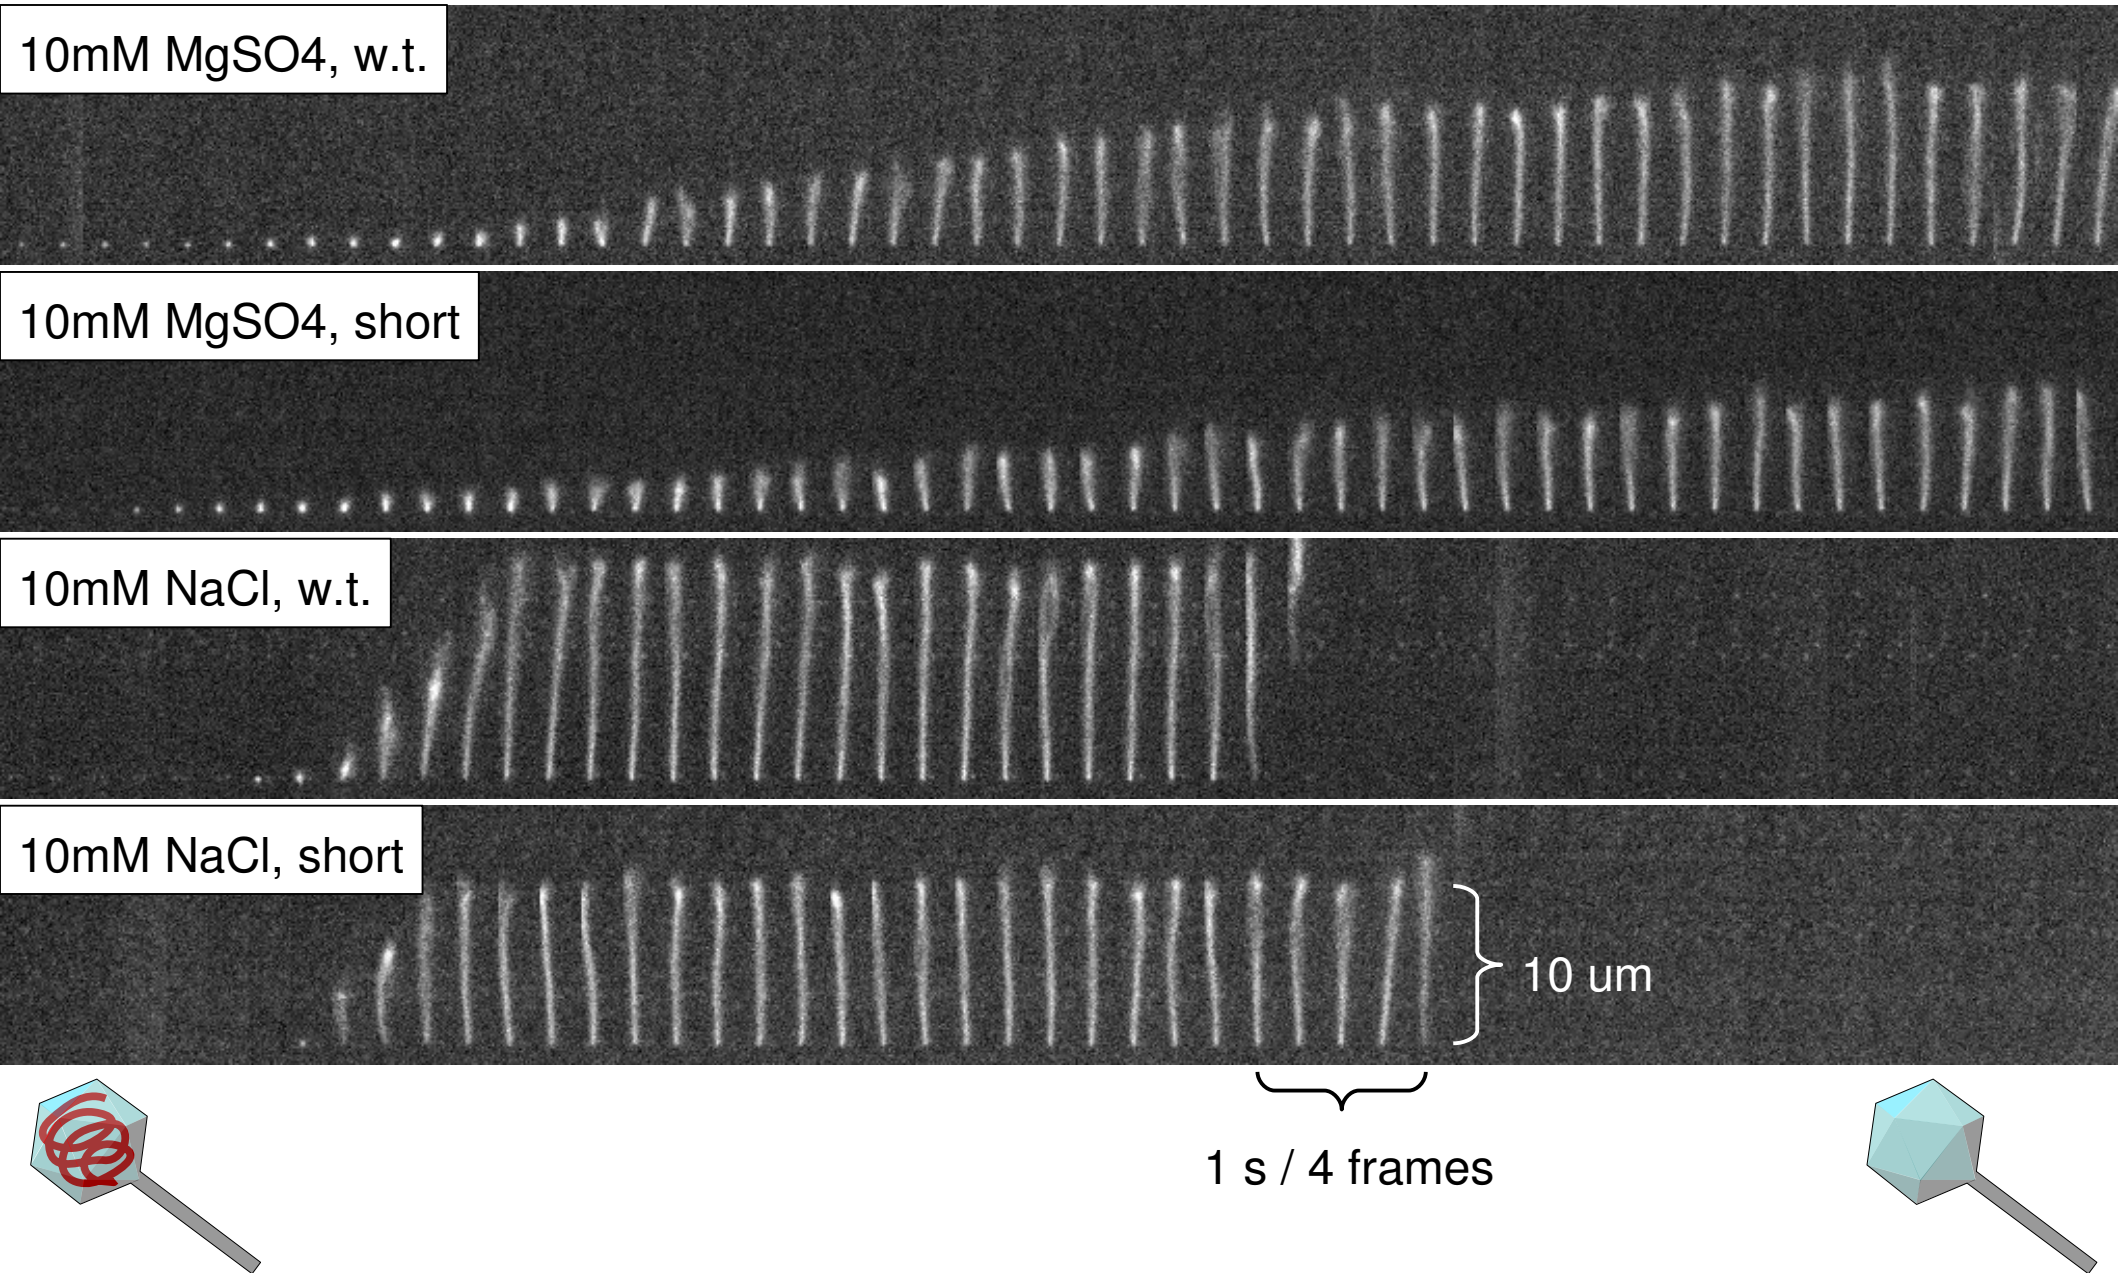 10mM MgSO4, w.t.
10mM MgSO4, short
10mM NaCl, w.t.
10mM NaCl, short
10 um
1 s / 4 frames